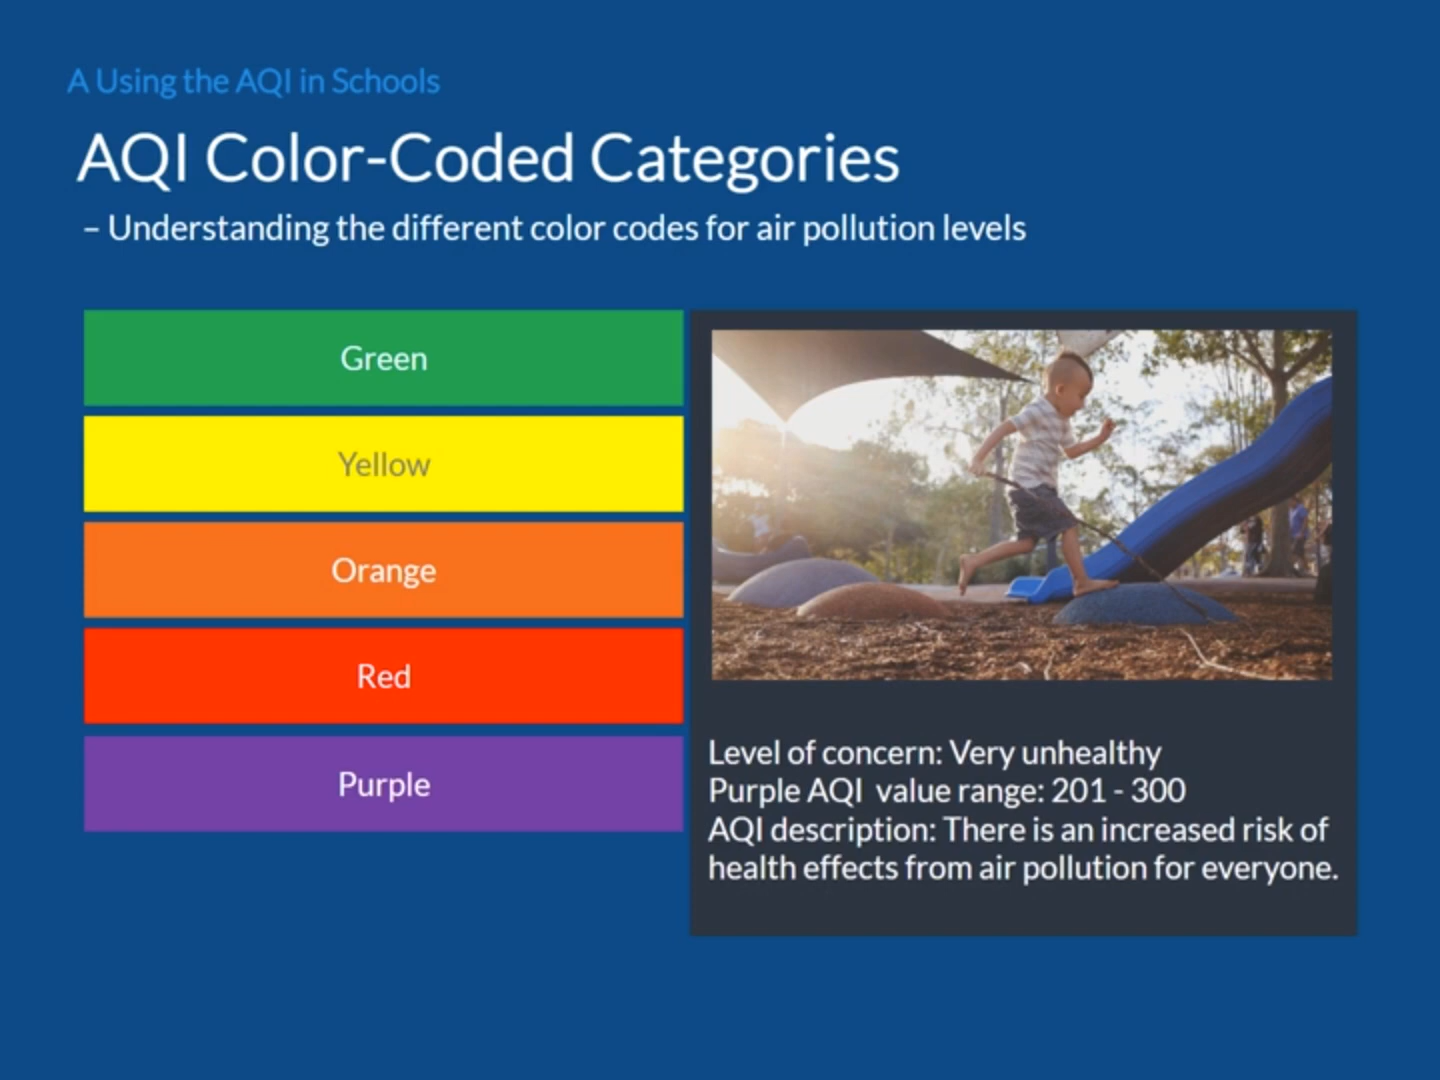 A Using the AQI in Schools
AQI Color-Coded Categories
– Understanding the different color codes for air pollution levels
Green
Yellow
Orange
Red
Purple
Level of concern: Very unhealthy
Purple AQI value range: 201 - 300
AQI description: There is an increased risk of
health effects from air pollution for everyone.